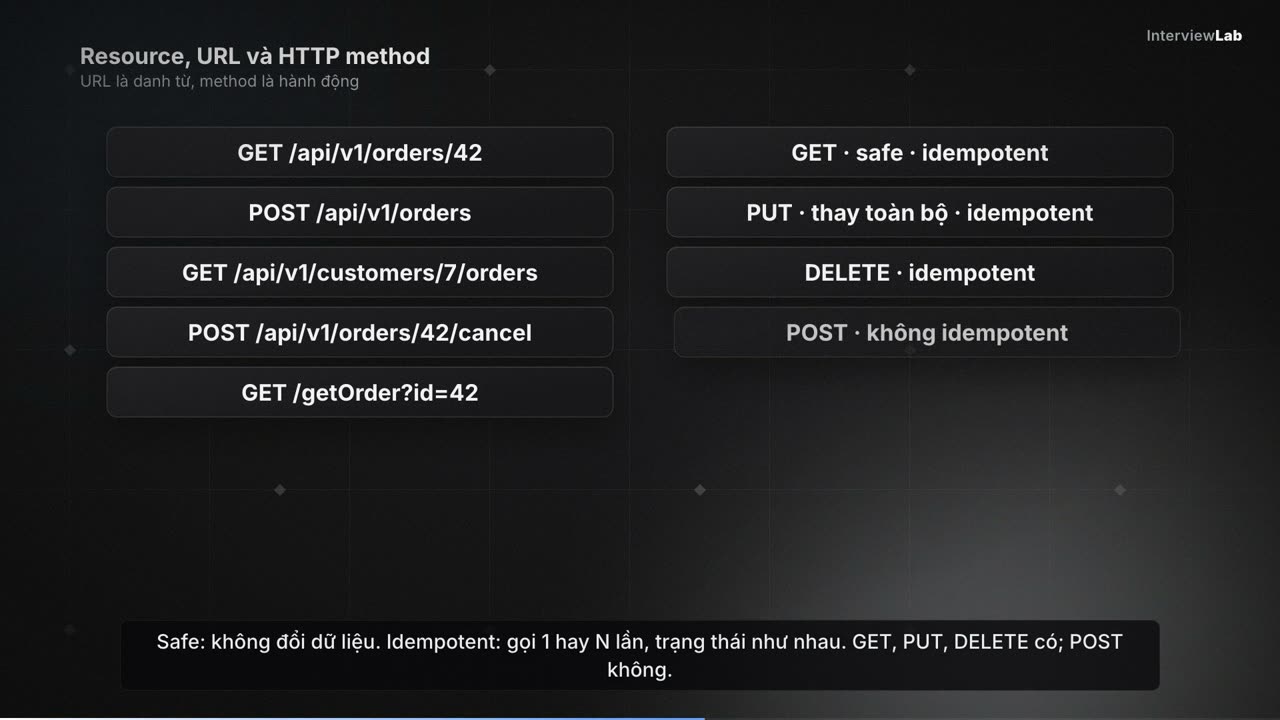 InterviewLab
Resource, URL và HTTP method
URL là danh từ, method là hành động
GET /api/v1/orders/42
POST /api/v1/orders
GET /api/v1/customers/7/orders
POST /api/v1/orders/42/cancel
GET /getOrder?id=42
GET · safe · idempotent
PUT · thay toàn bộ · idempotent
DELETE · idempotent
POST · không idempotent
Safe: không đổi dữ liệu. Idempotent: gọi 1 hay N lần, trạng thái như nhau. GET, PUT, DELETE có; POST
không.